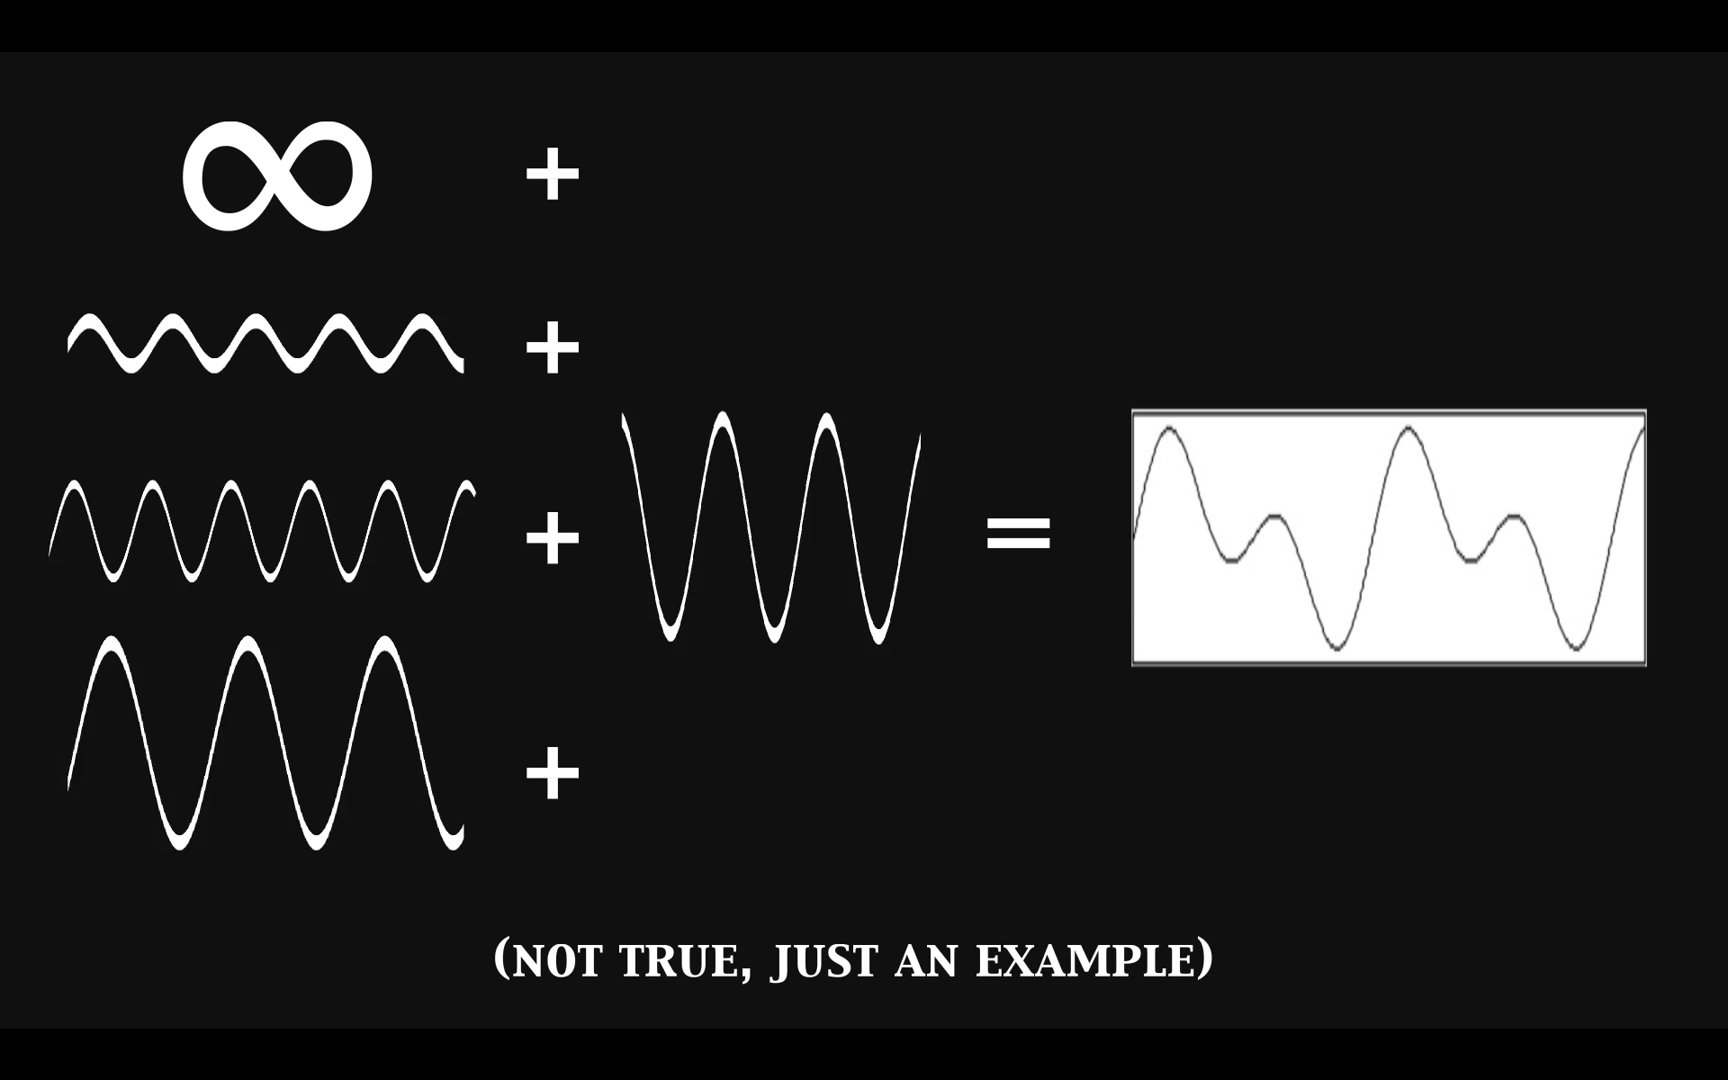 ∞ +
+
+ =
+
(NOT TRUE, JUST AN EXAMPLE)